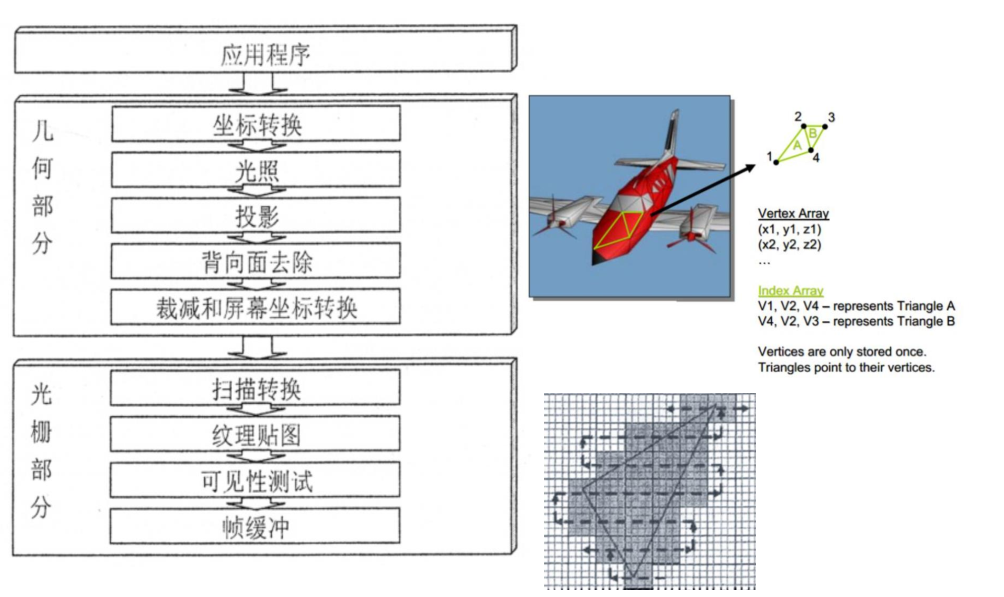 应用程序
几何部分
坐标转换
光照
投影
背向面去除
裁减和屏幕坐标转换
光栅部分
扫描转换
纹理贴图
可见性测试
帧缓冲
2
3
B
A
1
4
Vertex Array
(x1, y1, z1)
(x2, y2, z2)
…
Index Array
V1, V2, V4 – represents Triangle A
V4, V2, V3 – represents Triangle B
Vertices are only stored once.
Triangles point to their vertices.